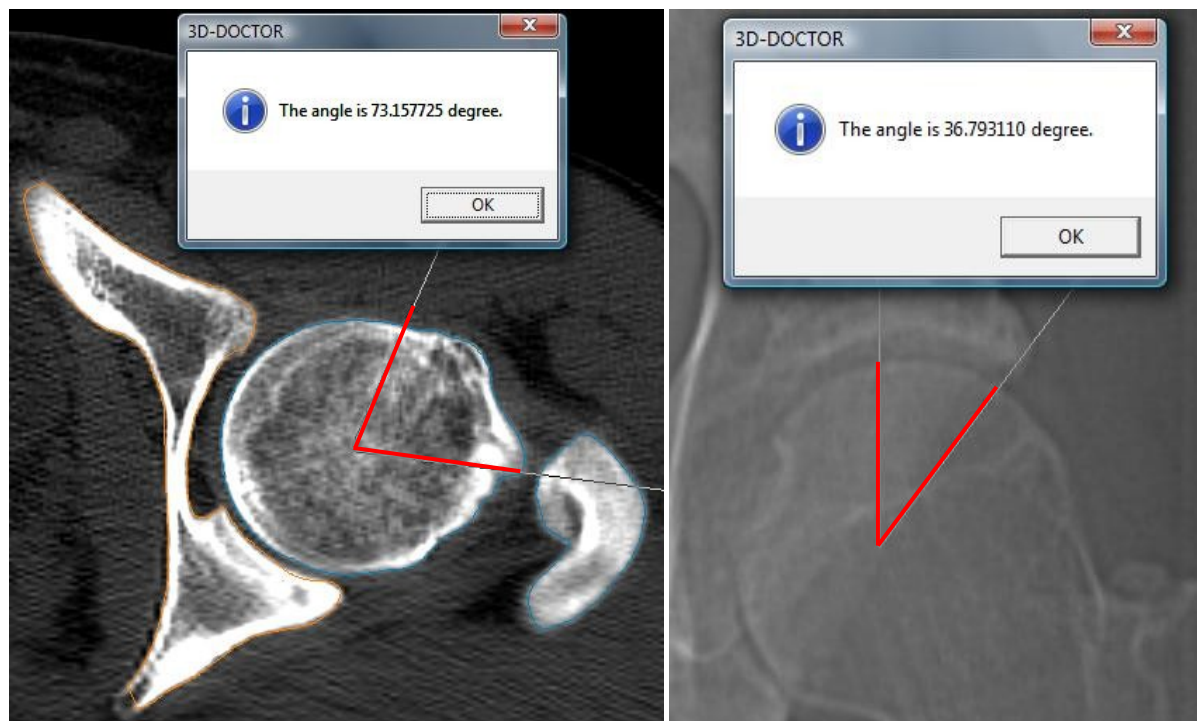 3D-DOCTOR
The angle is 73.157725 degree.
OK
3D-DOCTOR
The angle is 36.793110 degree.
OK